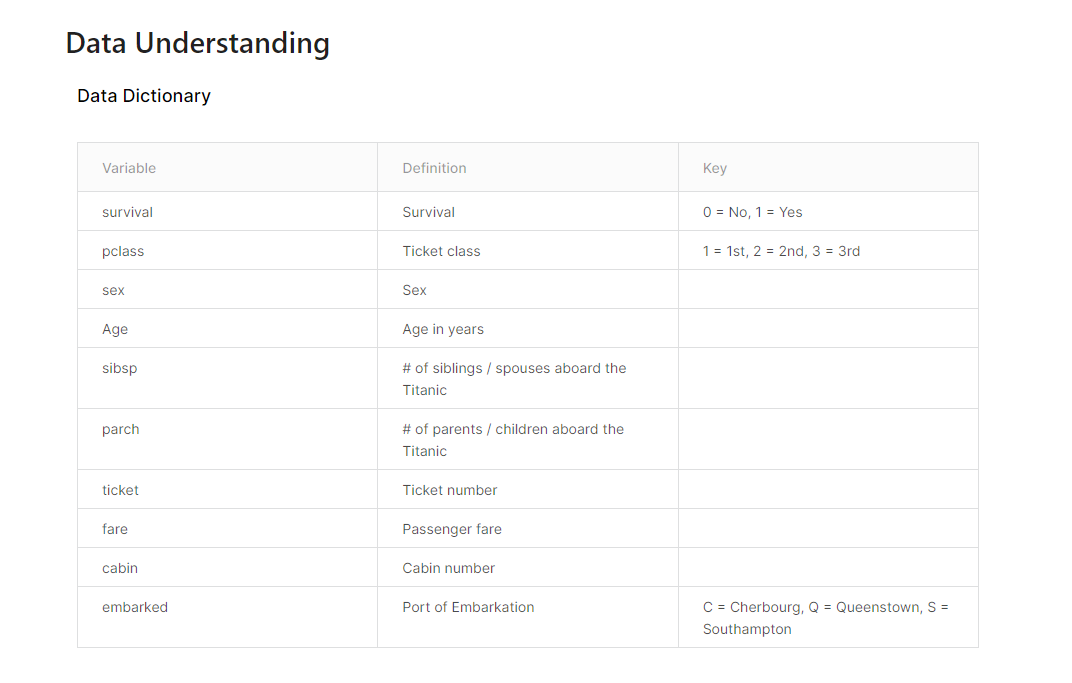 Data Understanding
Data Dictionary
Variable Definition Key
survival Survival 0 = No, 1 = Yes
pclass Ticket class 1 = 1st, 2 = 2nd, 3 = 3rd
sex Sex
Age Age in years
sibsp # of siblings / spouses aboard the
Titanic
parch # of parents / children aboard the
Titanic
ticket Ticket number
fare Passenger fare
cabin Cabin number
embarked Port of Embarkation C = Cherbourg, Q = Queenstown, S =
Southampton